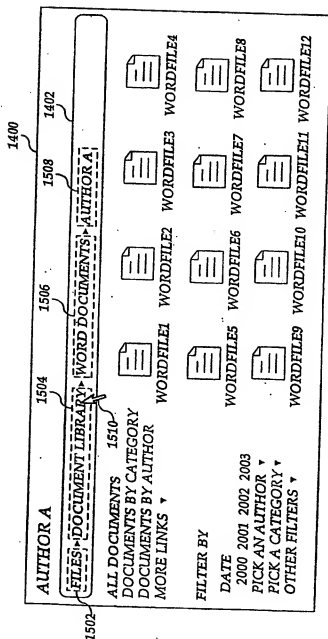 1400
1402
1504
1506
1508
AUTHOR A
FILES▸DOCUMENT LIBRARY▸WORD DOCUMENTS▸AUTHOR A
1502
1510
ALL DOCUMENTS
DOCUMENTS BY CATEGORY
DOCUMENTS BY AUTHOR
MORE LINKS ▾
FILTER BY
DATE
2000 2001 2002 2003
PICK AN AUTHOR ▾
PICK A CATEGORY ▾
OTHER FILTERS ▾
WORDFILE1 WORDFILE2 WORDFILE3 WORDFILE4
WORDFILE5 WORDFILE6 WORDFILE7 WORDFILE8
WORDFILE9 WORDFILE10 WORDFILE11 WORDFILE12